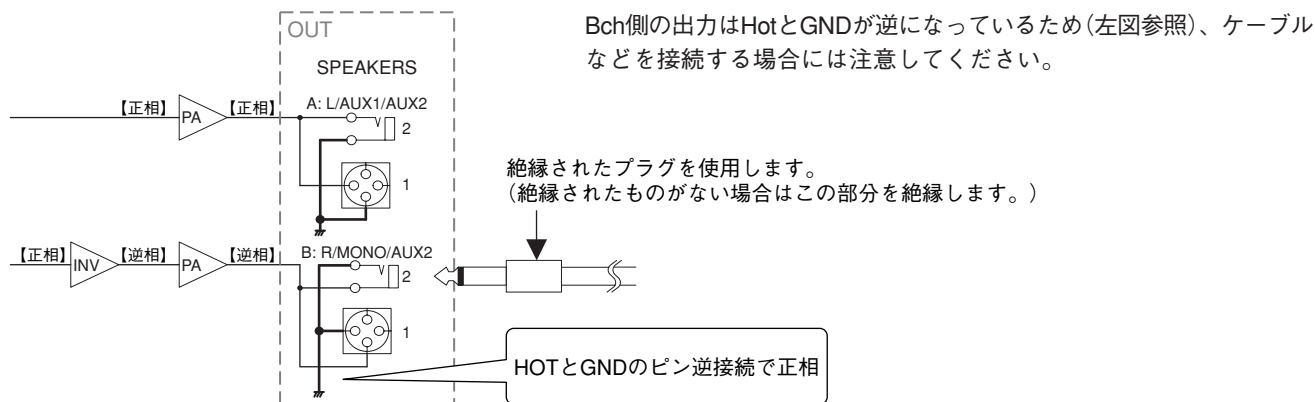 Bch側の出力はHotとGNDが逆になっているため(左図参照)、ケーブル
などを接続する場合には注意してください。
OUT
SPEAKERS
【正相】 PA 【正相】 A: L/AUX1/AUX2
2
1
絶縁されたプラグを使用します。
(絶縁されたものがない場合はこの部分を絶縁します。)
【正相】 INV 【逆相】 PA 【逆相】 B: R/MONO/AUX2
2
1
HOTとGNDのピン逆接続で正相